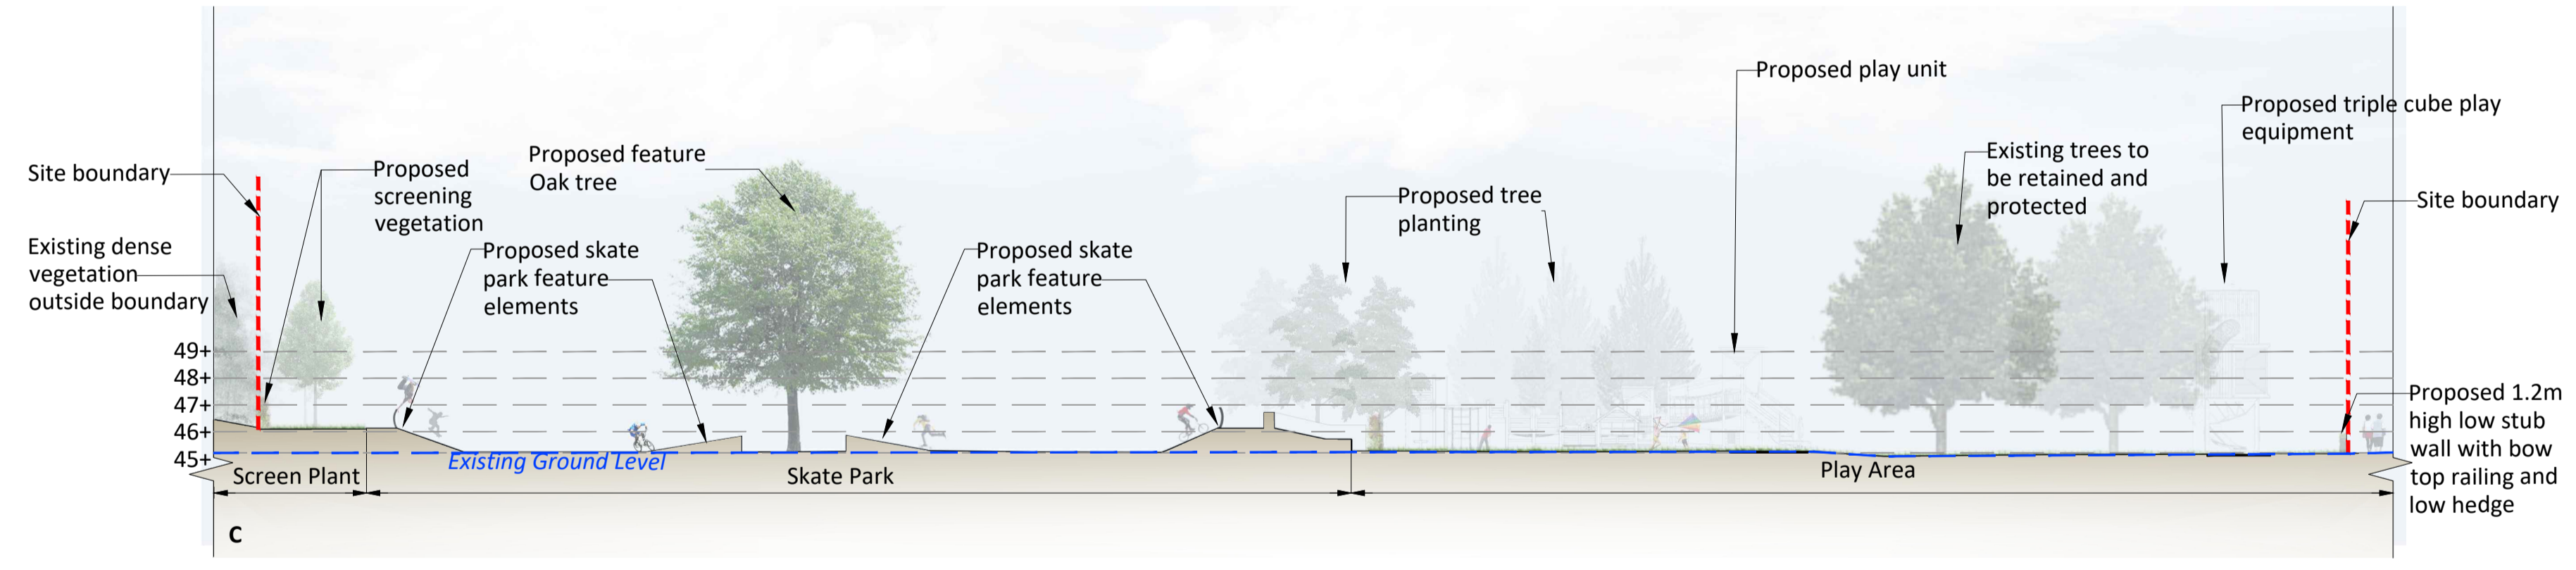 Site boundary
Existing dense
vegetation
outside boundary
Proposed
screening
vegetation
Proposed feature
Oak tree
Proposed skate
park feature
elements
Proposed skate
park feature
elements
Proposed tree
planting
Proposed play unit
Existing trees to
be retained and
protected
Proposed triple cube play
equipment
Site boundary
Proposed 1.2m
high low stub
wall with bow
top railing and
low hedge
49+
48+
47+
46+
45+
Existing Ground Level
Screen Plant
Skate Park
Play Area
C